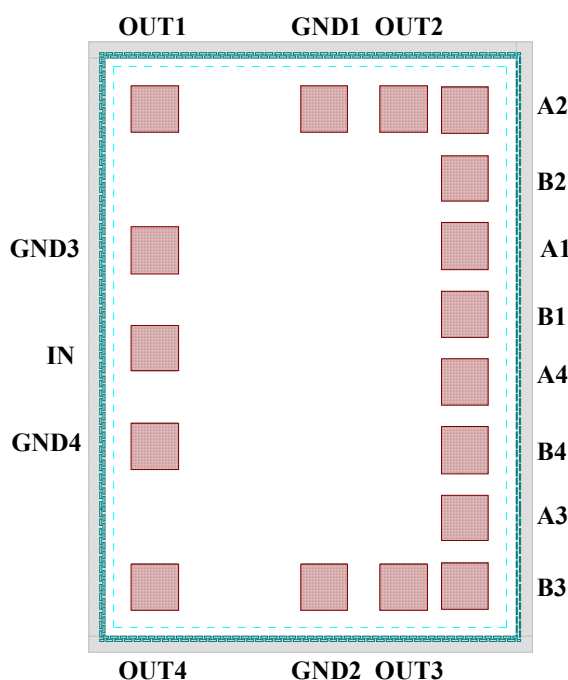 OUT1 GND1 OUT2
A2
B2
GND3 A1
B1
IN
A4
GND4 B4
A3
B3
OUT4 GND2 OUT3